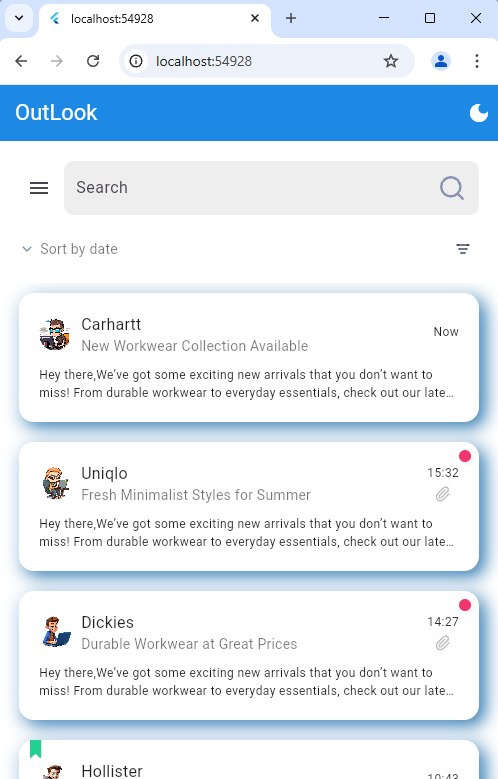 localhost:54928
localhost:54928
OutLook
Search
Sort by date
Carhartt
Now
New Workwear Collection Available
Hey there,We’ve got some exciting new arrivals that you don’t want to
miss! From durable workwear to everyday essentials, check out our late…
Uniqlo
15:32
Fresh Minimalist Styles for Summer
Hey there,We’ve got some exciting new arrivals that you don’t want to
miss! From durable workwear to everyday essentials, check out our late…
Dickies
14:27
Durable Workwear at Great Prices
Hey there,We’ve got some exciting new arrivals that you don’t want to
miss! From durable workwear to everyday essentials, check out our late…
Hollister
10:43